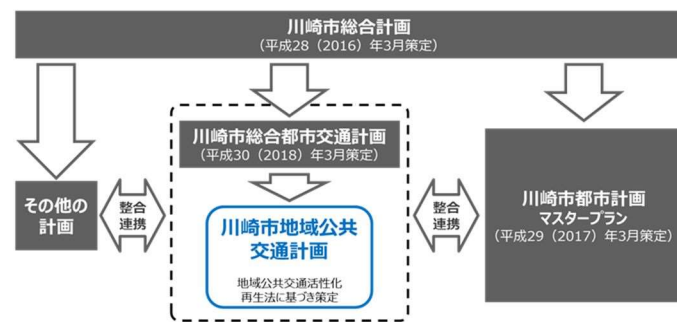 川崎市総合計画
（平成28（2016）年3月策定）
川崎市総合都市交通計画
（平成30（2018）年3月策定）
その他の
計画
整合
連携
川崎市地域公共
交通計画
地域公共交通活性化
再生法に基づき策定
整合
連携
川崎市都市計画
マスタープラン
（平成29（2017）年3月策定）